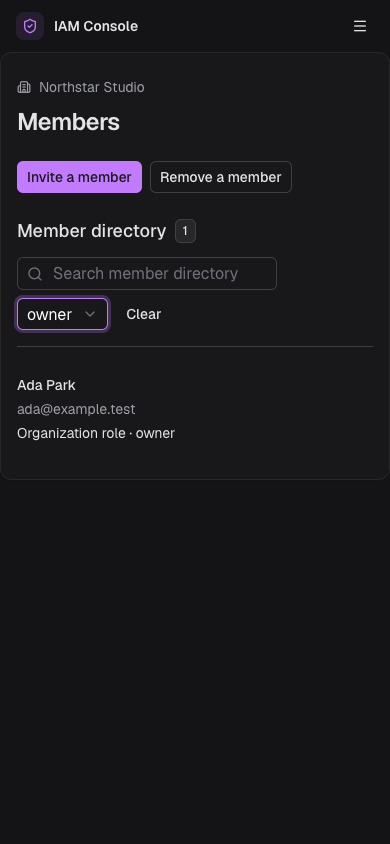 IAM Console
Northstar Studio
Members
Invite a member
Remove a member
Member directory 1
Search member directory
owner
Clear
Ada Park
ada@example.test
Organization role · owner